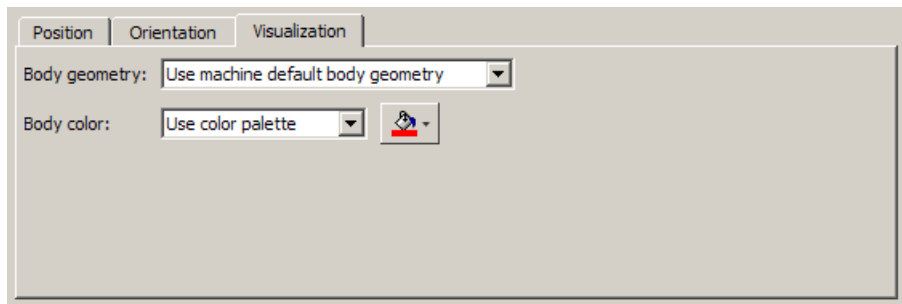 Position Orientation Visualization
Body geometry: Use machine default body geometry
Body color: Use color palette